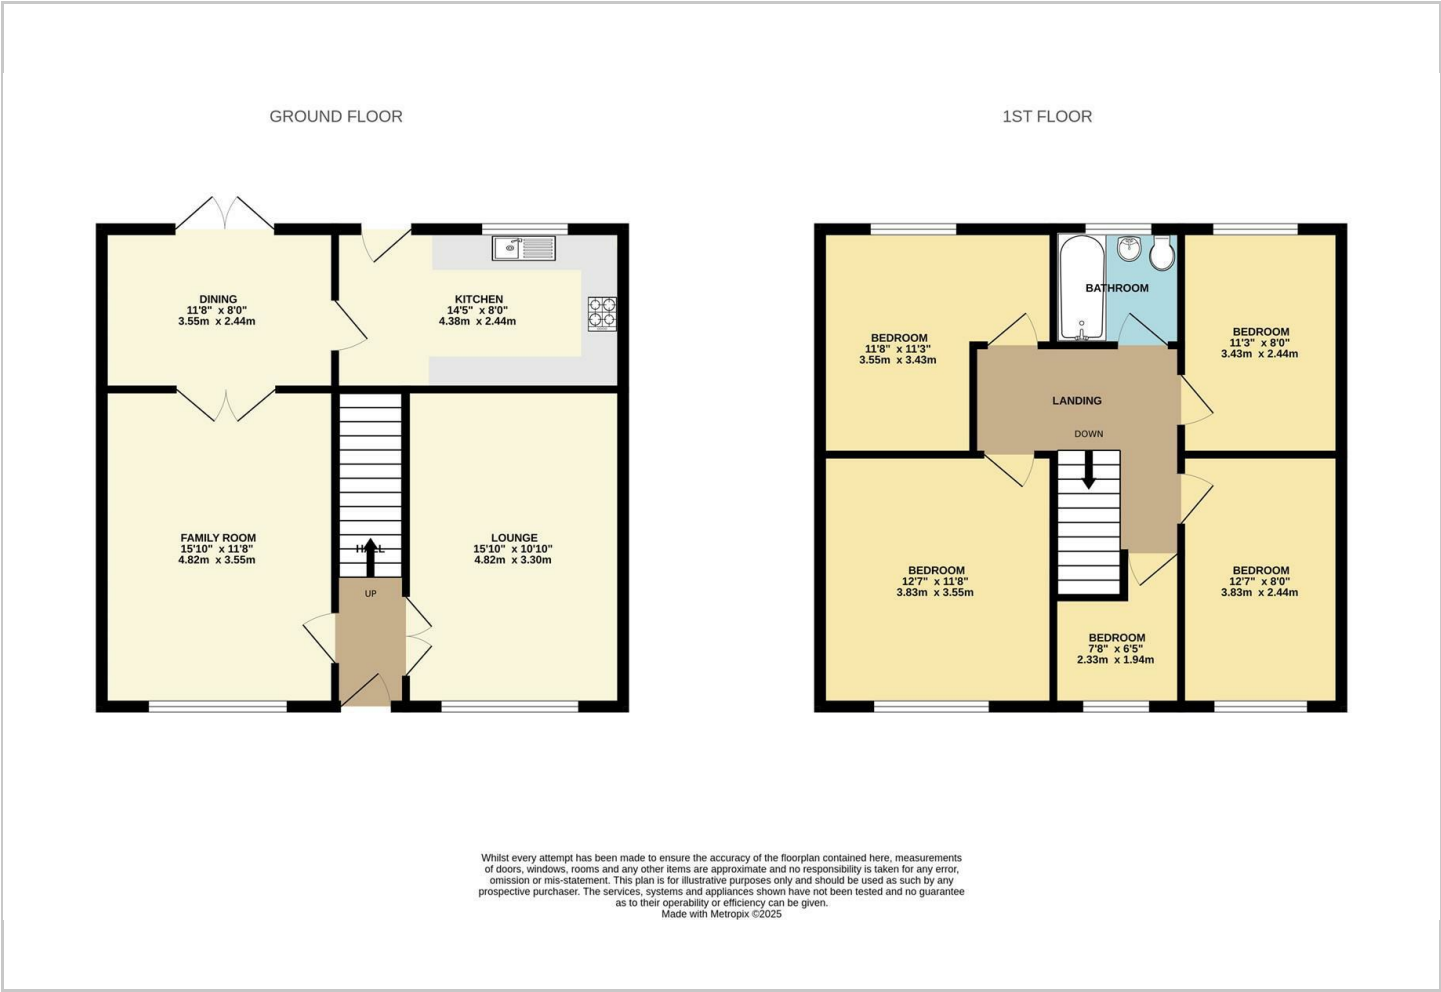 GROUND FLOOR
1ST FLOOR
DINING
11'8" x 8'0"
3.55m x 2.44m
KITCHEN
14'5" x 8'0"
4.38m x 2.44m
FAMILY ROOM
15'10" x 11'8"
4.82m x 3.55m
HALL
UP
LOUNGE
15'10" x 10'10"
4.82m x 3.30m
BEDROOM
11'8" x 11'3"
3.55m x 3.43m
BATHROOM
BEDROOM
11'3" x 8'0"
3.43m x 2.44m
LANDING
DOWN
BEDROOM
12'7" x 11'8"
3.83m x 3.55m
BEDROOM
7'8" x 6'5"
2.33m x 1.94m
BEDROOM
12'7" x 8'0"
3.83m x 2.44m
Whilst every attempt has been made to ensure the accuracy of the floorplan contained here, measurements
of doors, windows, rooms and any other items are approximate and no responsibility is taken for any error,
omission or mis-statement. This plan is for illustrative purposes only and should be used as such by any
prospective purchaser. The services, systems and appliances shown have not been tested and no guarantee
as to their operability or efficiency can be given.
Made with Metropix ©2025